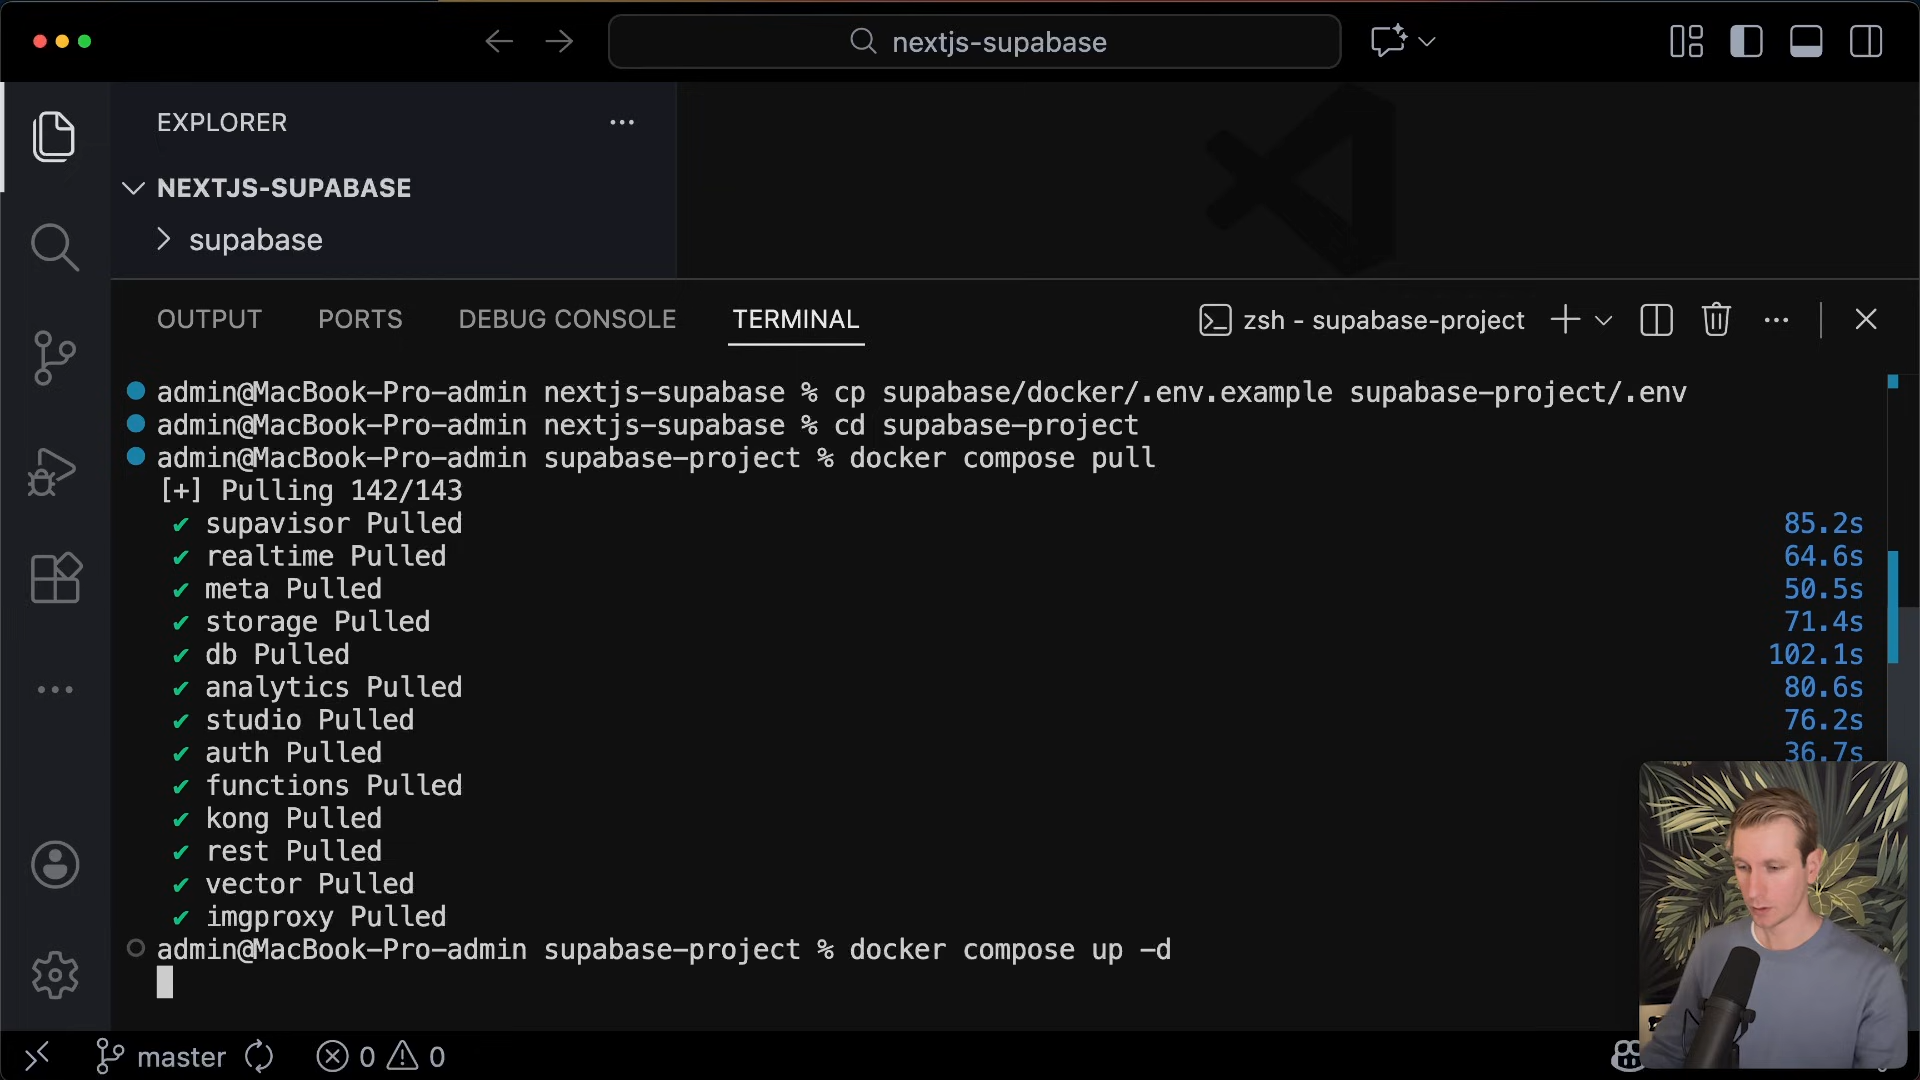 nextjs-supabase
EXPLORER
NEXTJS-SUPABASE
supabase
OUTPUT
PORTS
DEBUG CONSOLE
TERMINAL
zsh - supabase-project
admin@MacBook-Pro-admin nextjs-supabase % cp supabase/docker/.env.example supabase-project/.env
admin@MacBook-Pro-admin nextjs-supabase % cd supabase-project
admin@MacBook-Pro-admin supabase-project % docker compose pull
[+] Pulling 142/143
✔ supavisor Pulled 85.2s
✔ realtime Pulled 64.6s
✔ meta Pulled 50.5s
✔ storage Pulled 71.4s
✔ db Pulled 102.1s
✔ analytics Pulled 80.6s
✔ studio Pulled 76.2s
✔ auth Pulled 36.7s
✔ functions Pulled
✔ kong Pulled
✔ rest Pulled
✔ vector Pulled
✔ imgproxy Pulled
admin@MacBook-Pro-admin supabase-project % docker compose up -d
master
0
0